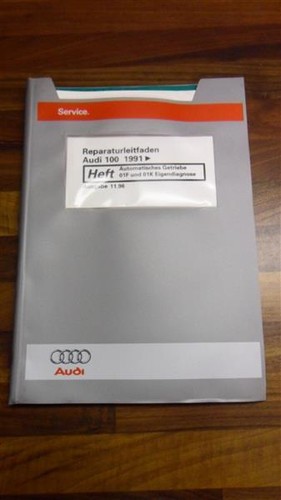 Service.
Reparaturleitfaden
Audi 100 1991 ►
Heft Automatisches Getriebe
01F und 01K Eigendiagnose
Ausgabe 11.96
Audi